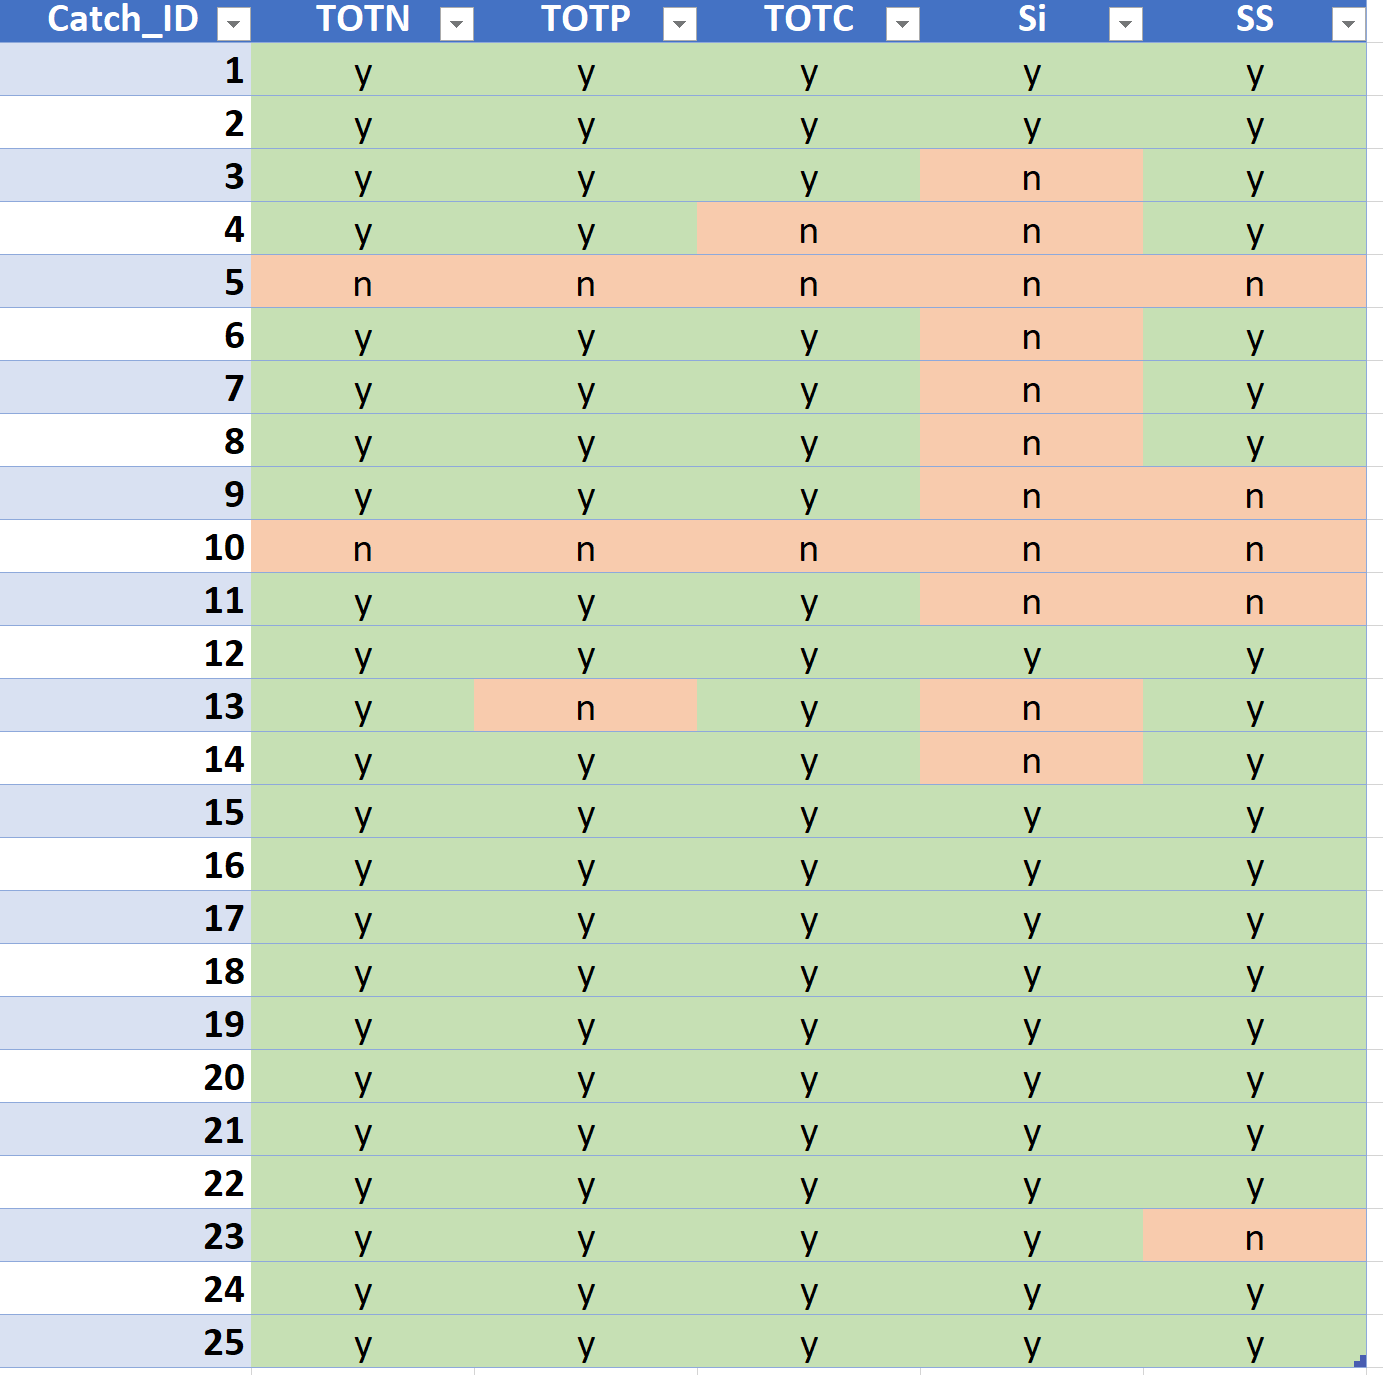 Catch_ID TOTN TOTP TOTC Si SS
1 y y y y y
2 y y y y y
3 y y y n y
4 y y n n y
5 n n n n n
6 y y y n y
7 y y y n y
8 y y y n y
9 y y y n n
10 n n n n n
11 y y y n n
12 y y y y y
13 y n y n y
14 y y y n y
15 y y y y y
16 y y y y y
17 y y y y y
18 y y y y y
19 y y y y y
20 y y y y y
21 y y y y y
22 y y y y y
23 y y y y n
24 y y y y y
25 y y y y y